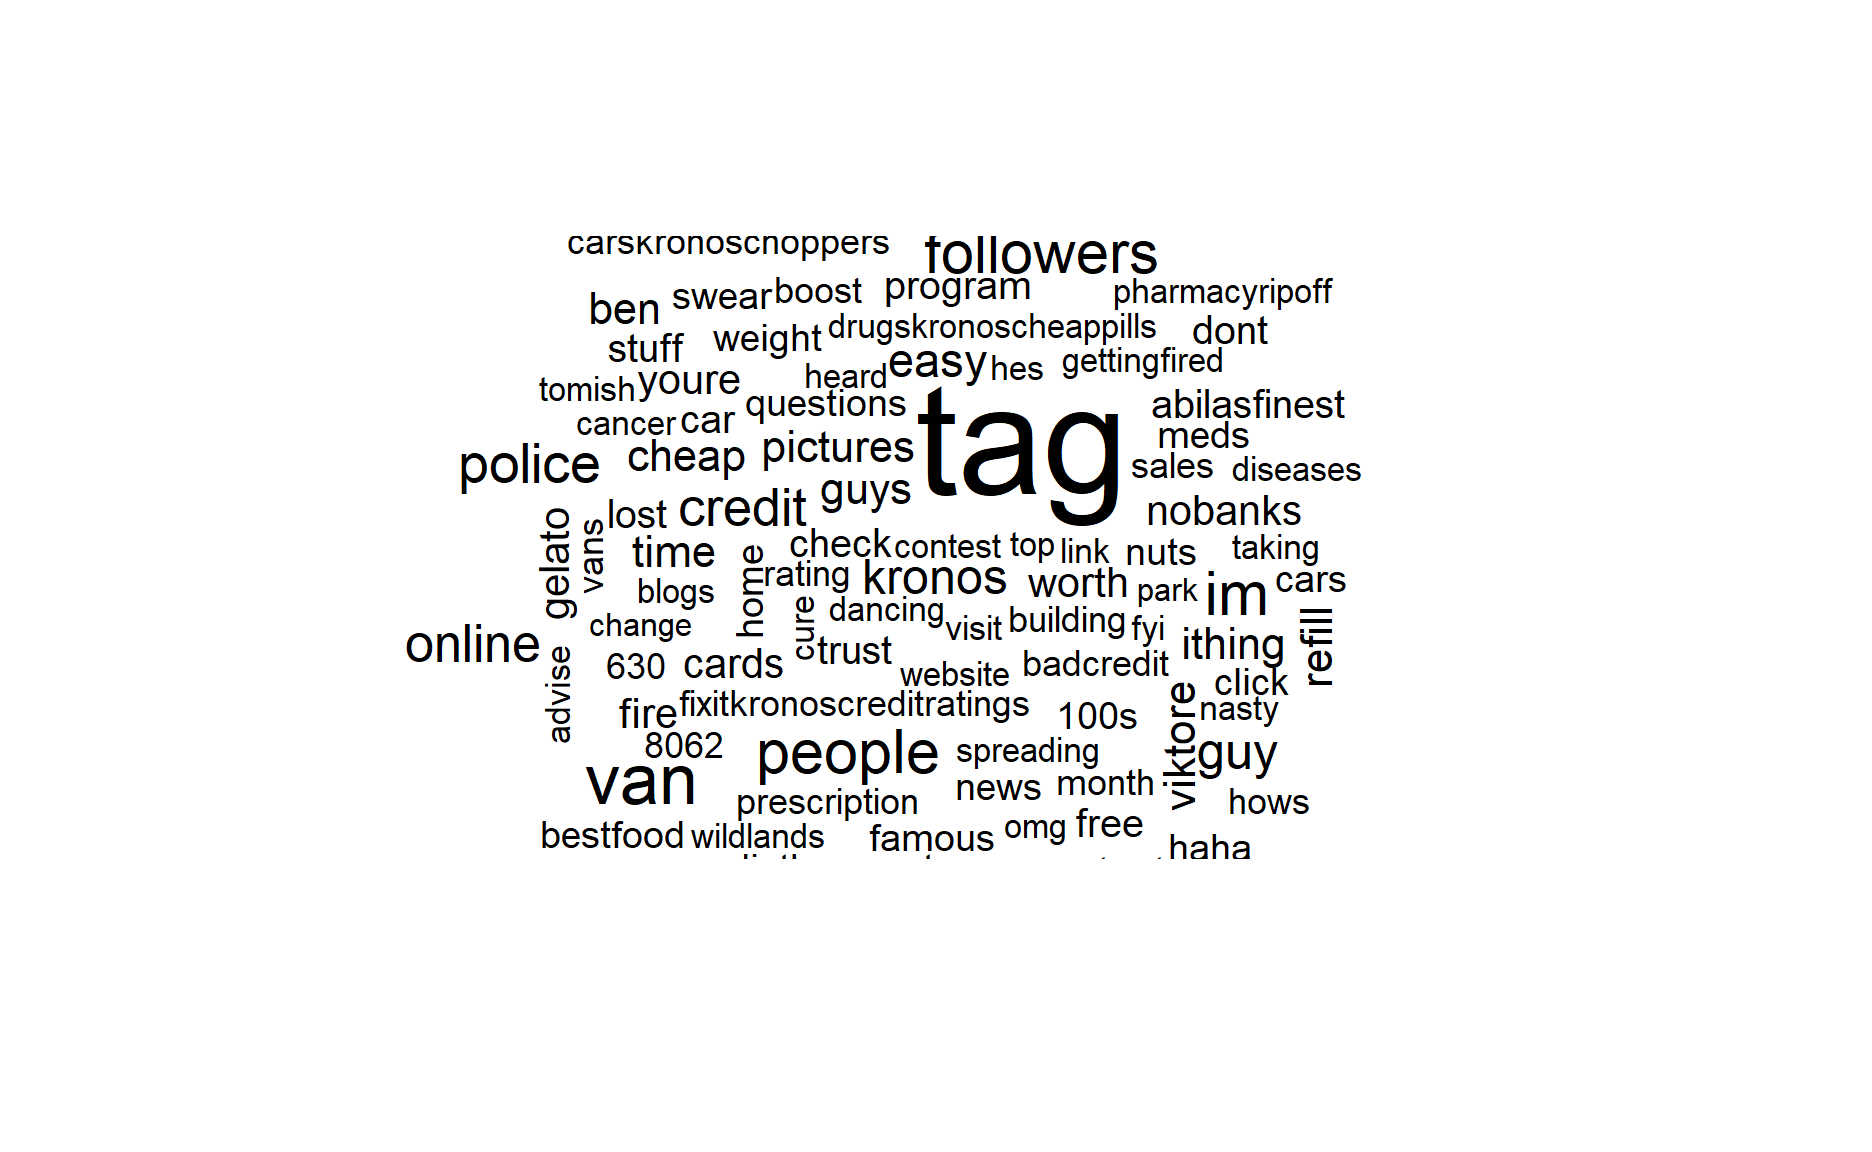 carskronoschoppers followers
ben swear boost program pharmacyripoff
stuff weight drugskronoscheappills dont
tomish youre heard easy hes gettingfired
cancer car questions tag abilasfinest
police cheap pictures meds
sales diseases
lost credit guys nobanks
gelato vans time home check contest top link nuts taking
blogs rating kronos worth park im cars
change cure dancing visit building fyi
online 630 cards trust website badcredit ithing refill
advise fire fixitkronoscreditratings 100s viktore click
nasty
8062 people spreading guy
van prescription news month hows
bestfood wildlands famous omg free haha